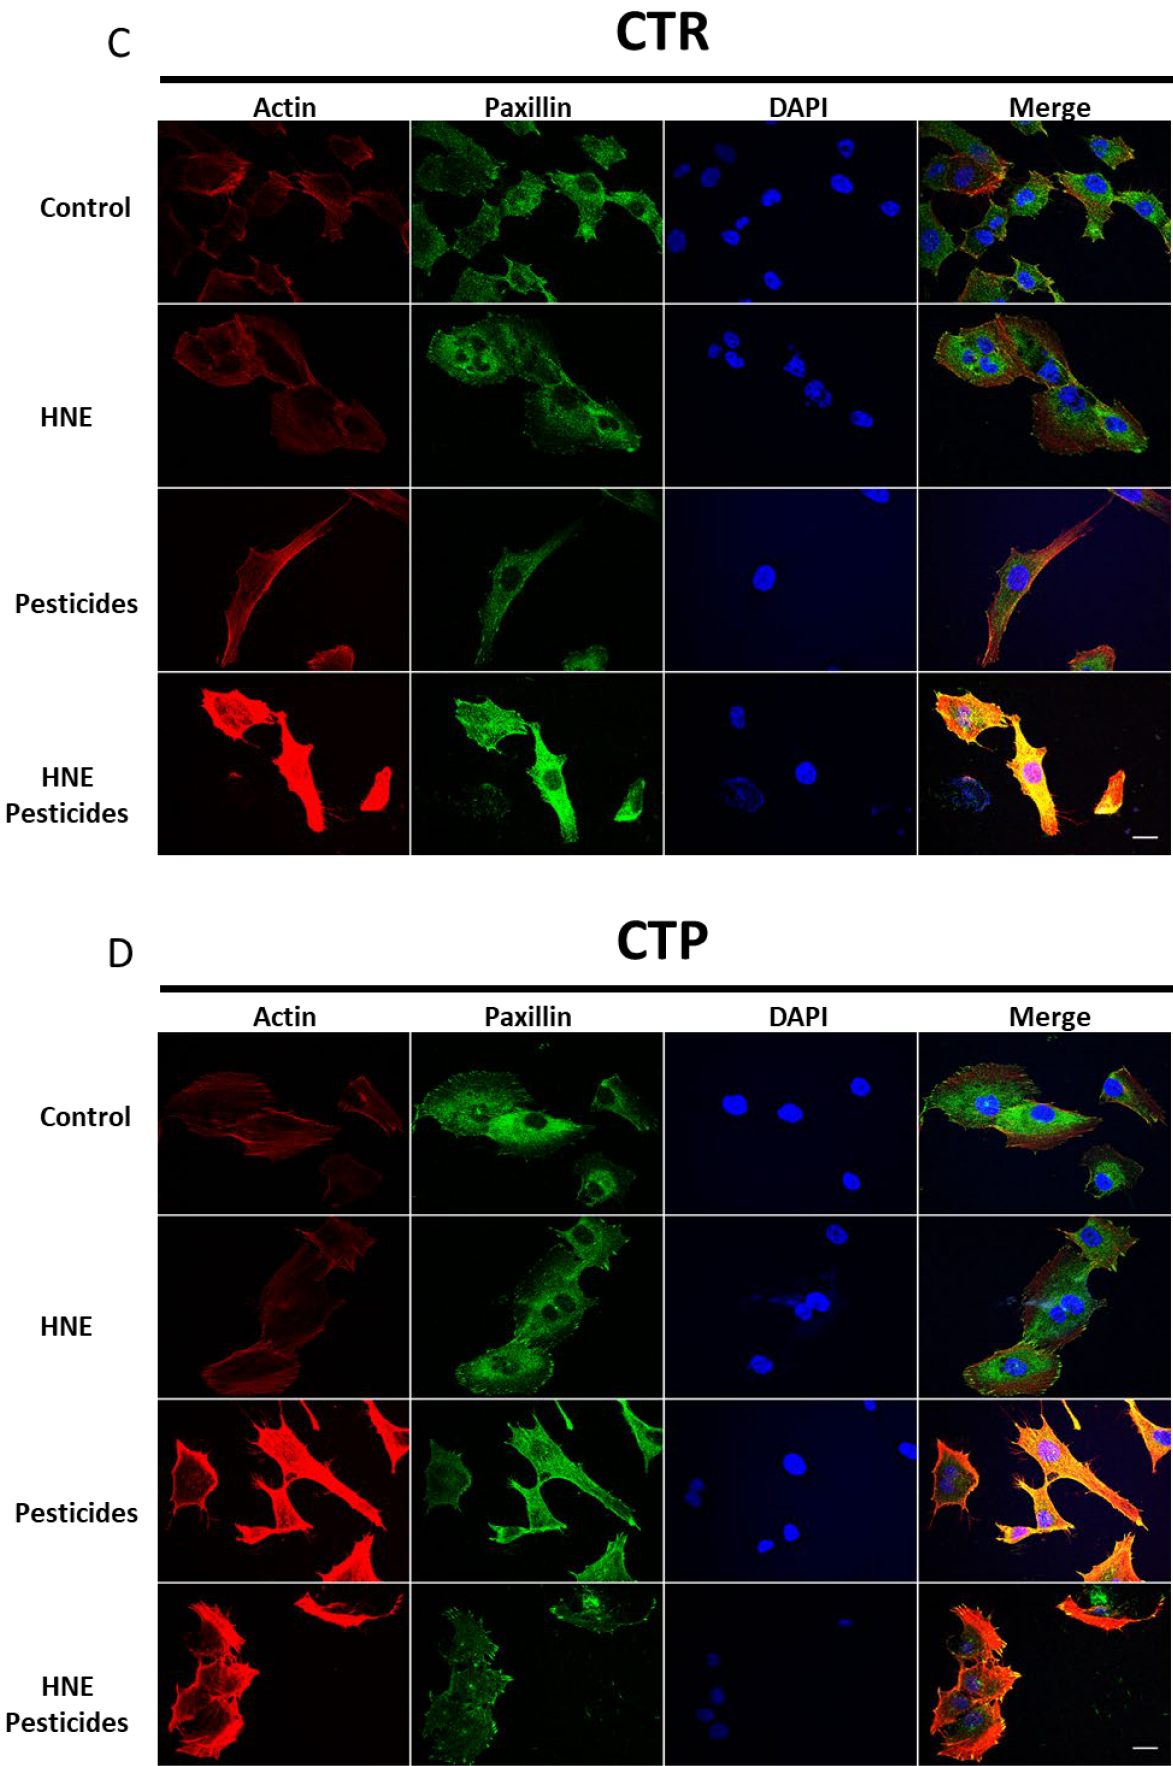 C
CTR
Actin Paxillin DAPI Merge
Control
HNE
Pesticides
HNE
Pesticides
D
CTP
Actin Paxillin DAPI Merge
Control
HNE
Pesticides
HNE
Pesticides